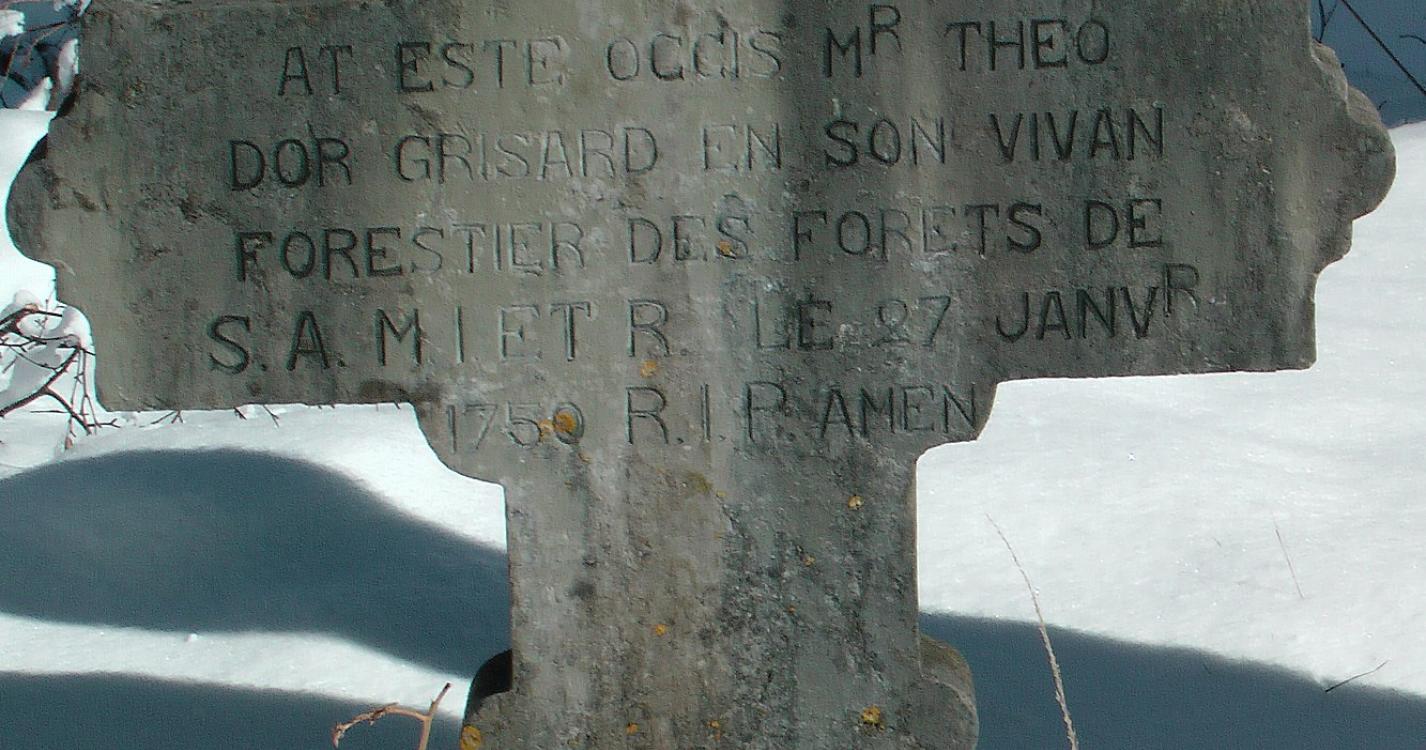 AT ESTE OCCIS MR THEO
DOR GRISARD EN SON VIVAN
FORESTIER DES FORETS DE
S.A.M I.ET R. LE 27 JANVR
1750 R.I.P. AMEN